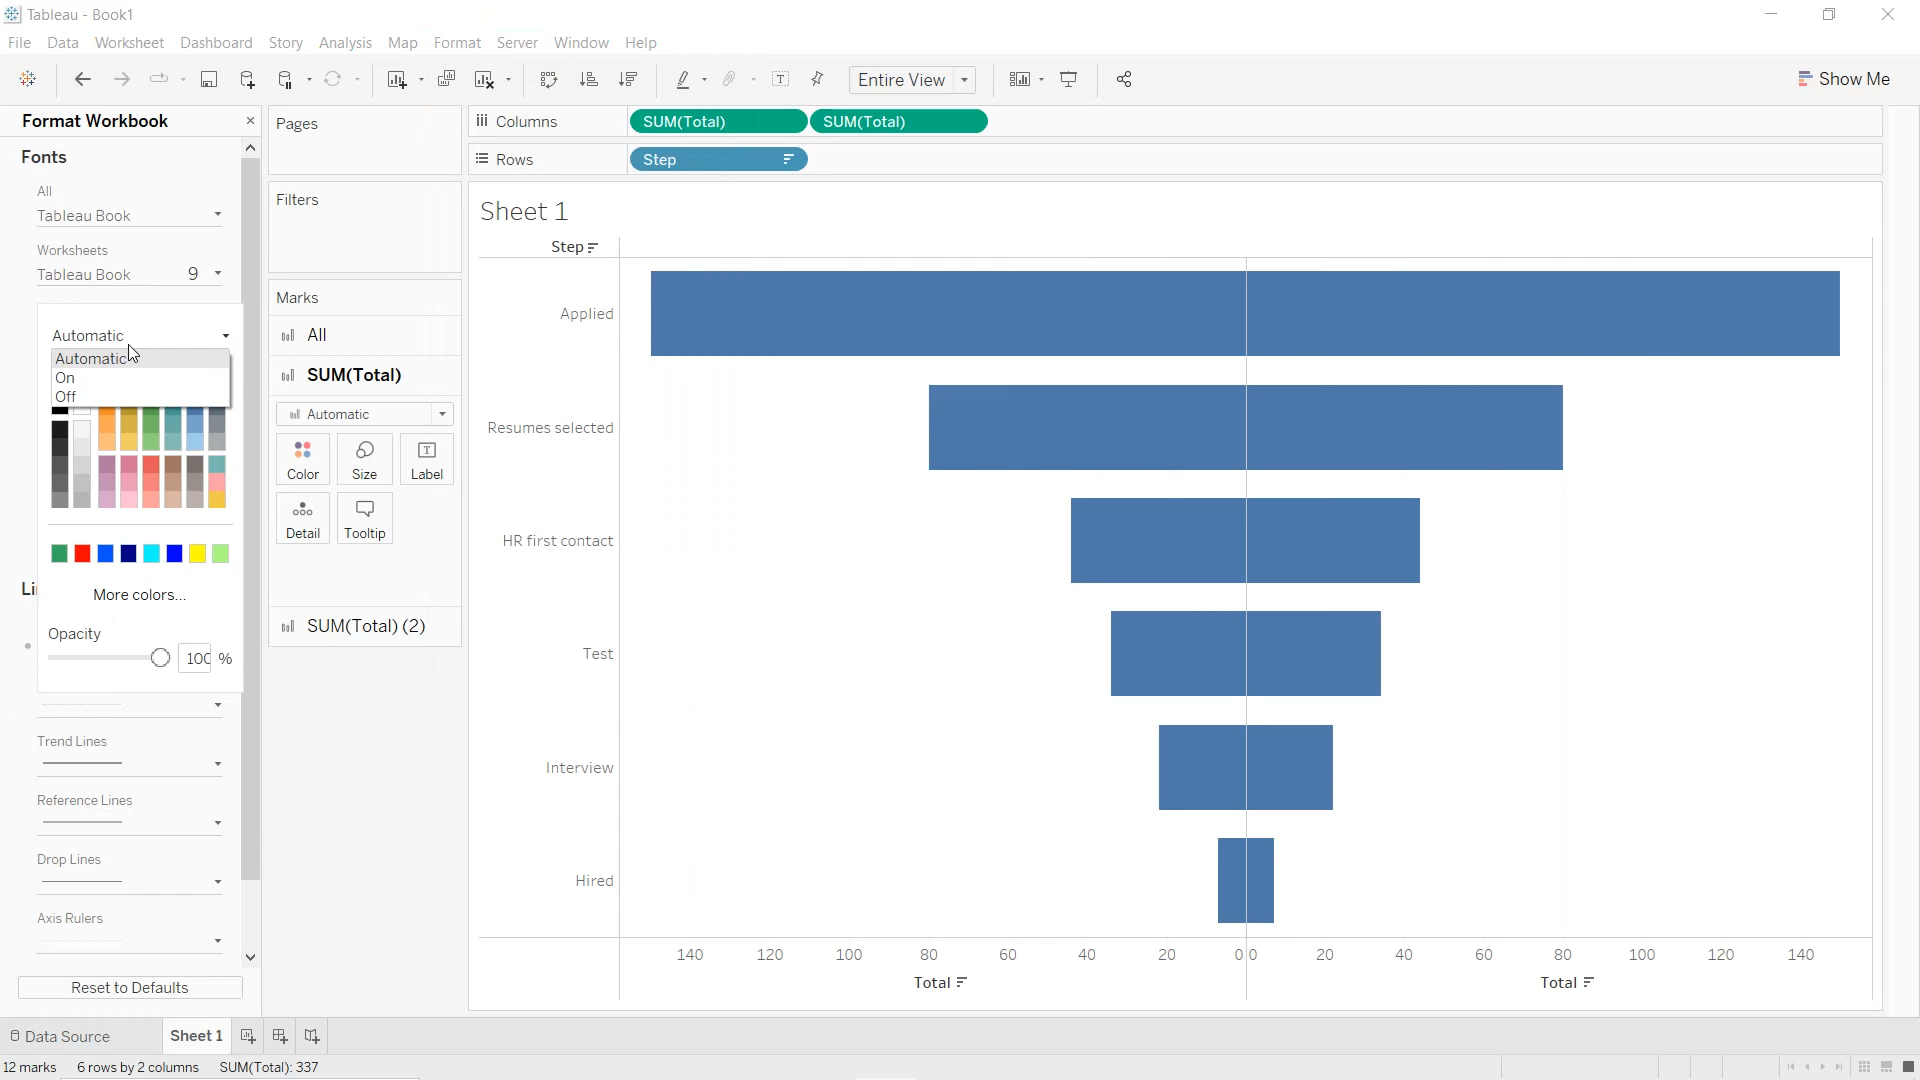 Tableau - Book1
File Data Worksheet Dashboard Story Analysis Map Format Server Window Help
Entire View
Show Me
Format Workbook
Fonts
All
Tableau Book
Worksheets
Tableau Book 9
Automatic
Automatic
On
Off
More colors...
Opacity
100 %
Li
Trend Lines
Reference Lines
Drop Lines
Axis Rulers
Reset to Defaults
Pages
Filters
Marks
All
SUM(Total)
Automatic
Color Size Label
Detail Tooltip
SUM(Total) (2)
Columns SUM(Total) SUM(Total)
Rows Step
Sheet 1
Step
Applied
Resumes selected
HR first contact
Test
Interview
Hired
140 120 100 80 60 40 20 0 0 20 40 60 80 100 120 140
Total Total
Data Source Sheet 1
12 marks 6 rows by 2 columns SUM(Total): 337